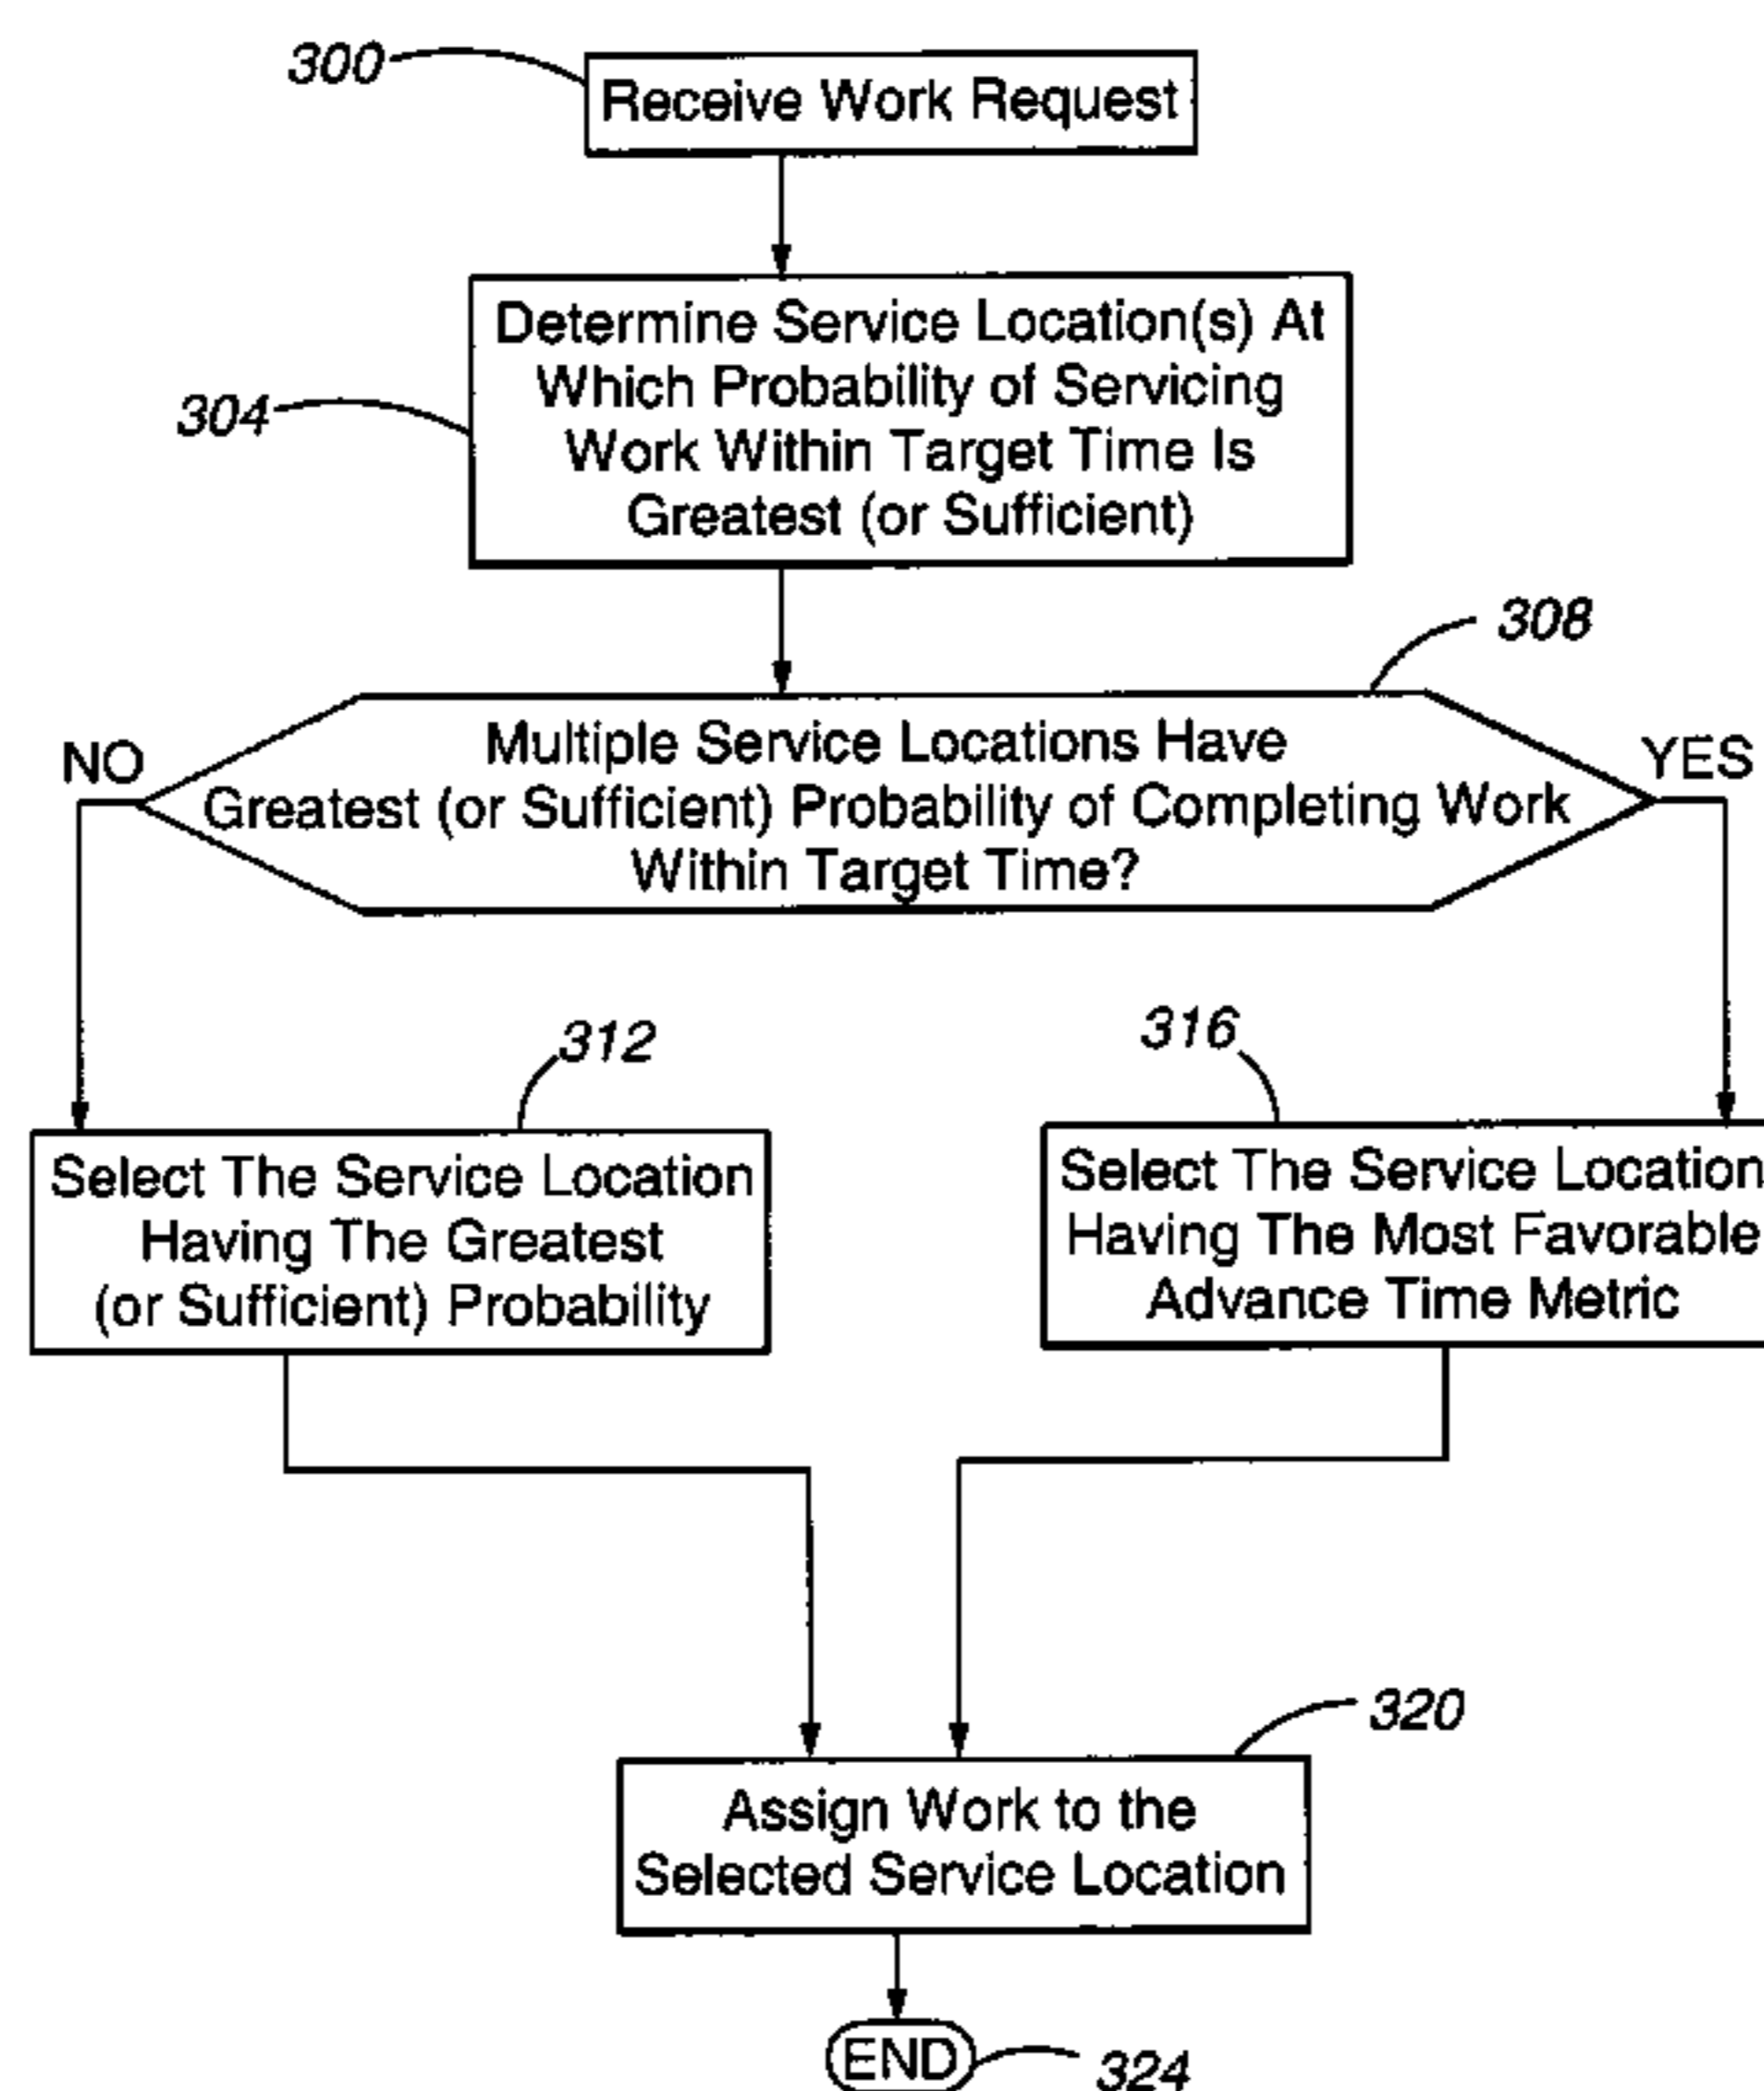 300
Receive Work Request
Determine Service Location(s) At
Which Probability of Servicing
304
Work Within Target Time Is
Greatest (or Sufficient)
308
Multiple Service Locations Have
NO
YES
Greatest (or Sufficient) Probability of Completing Work
Within Target Time?
312
316
Select The Service Location
Having The Greatest
(or Sufficient) Probability
Select The Service Location
Having The Most Favorable
Advance Time Metric
320
Assign Work to the
Selected Service Location
END
324